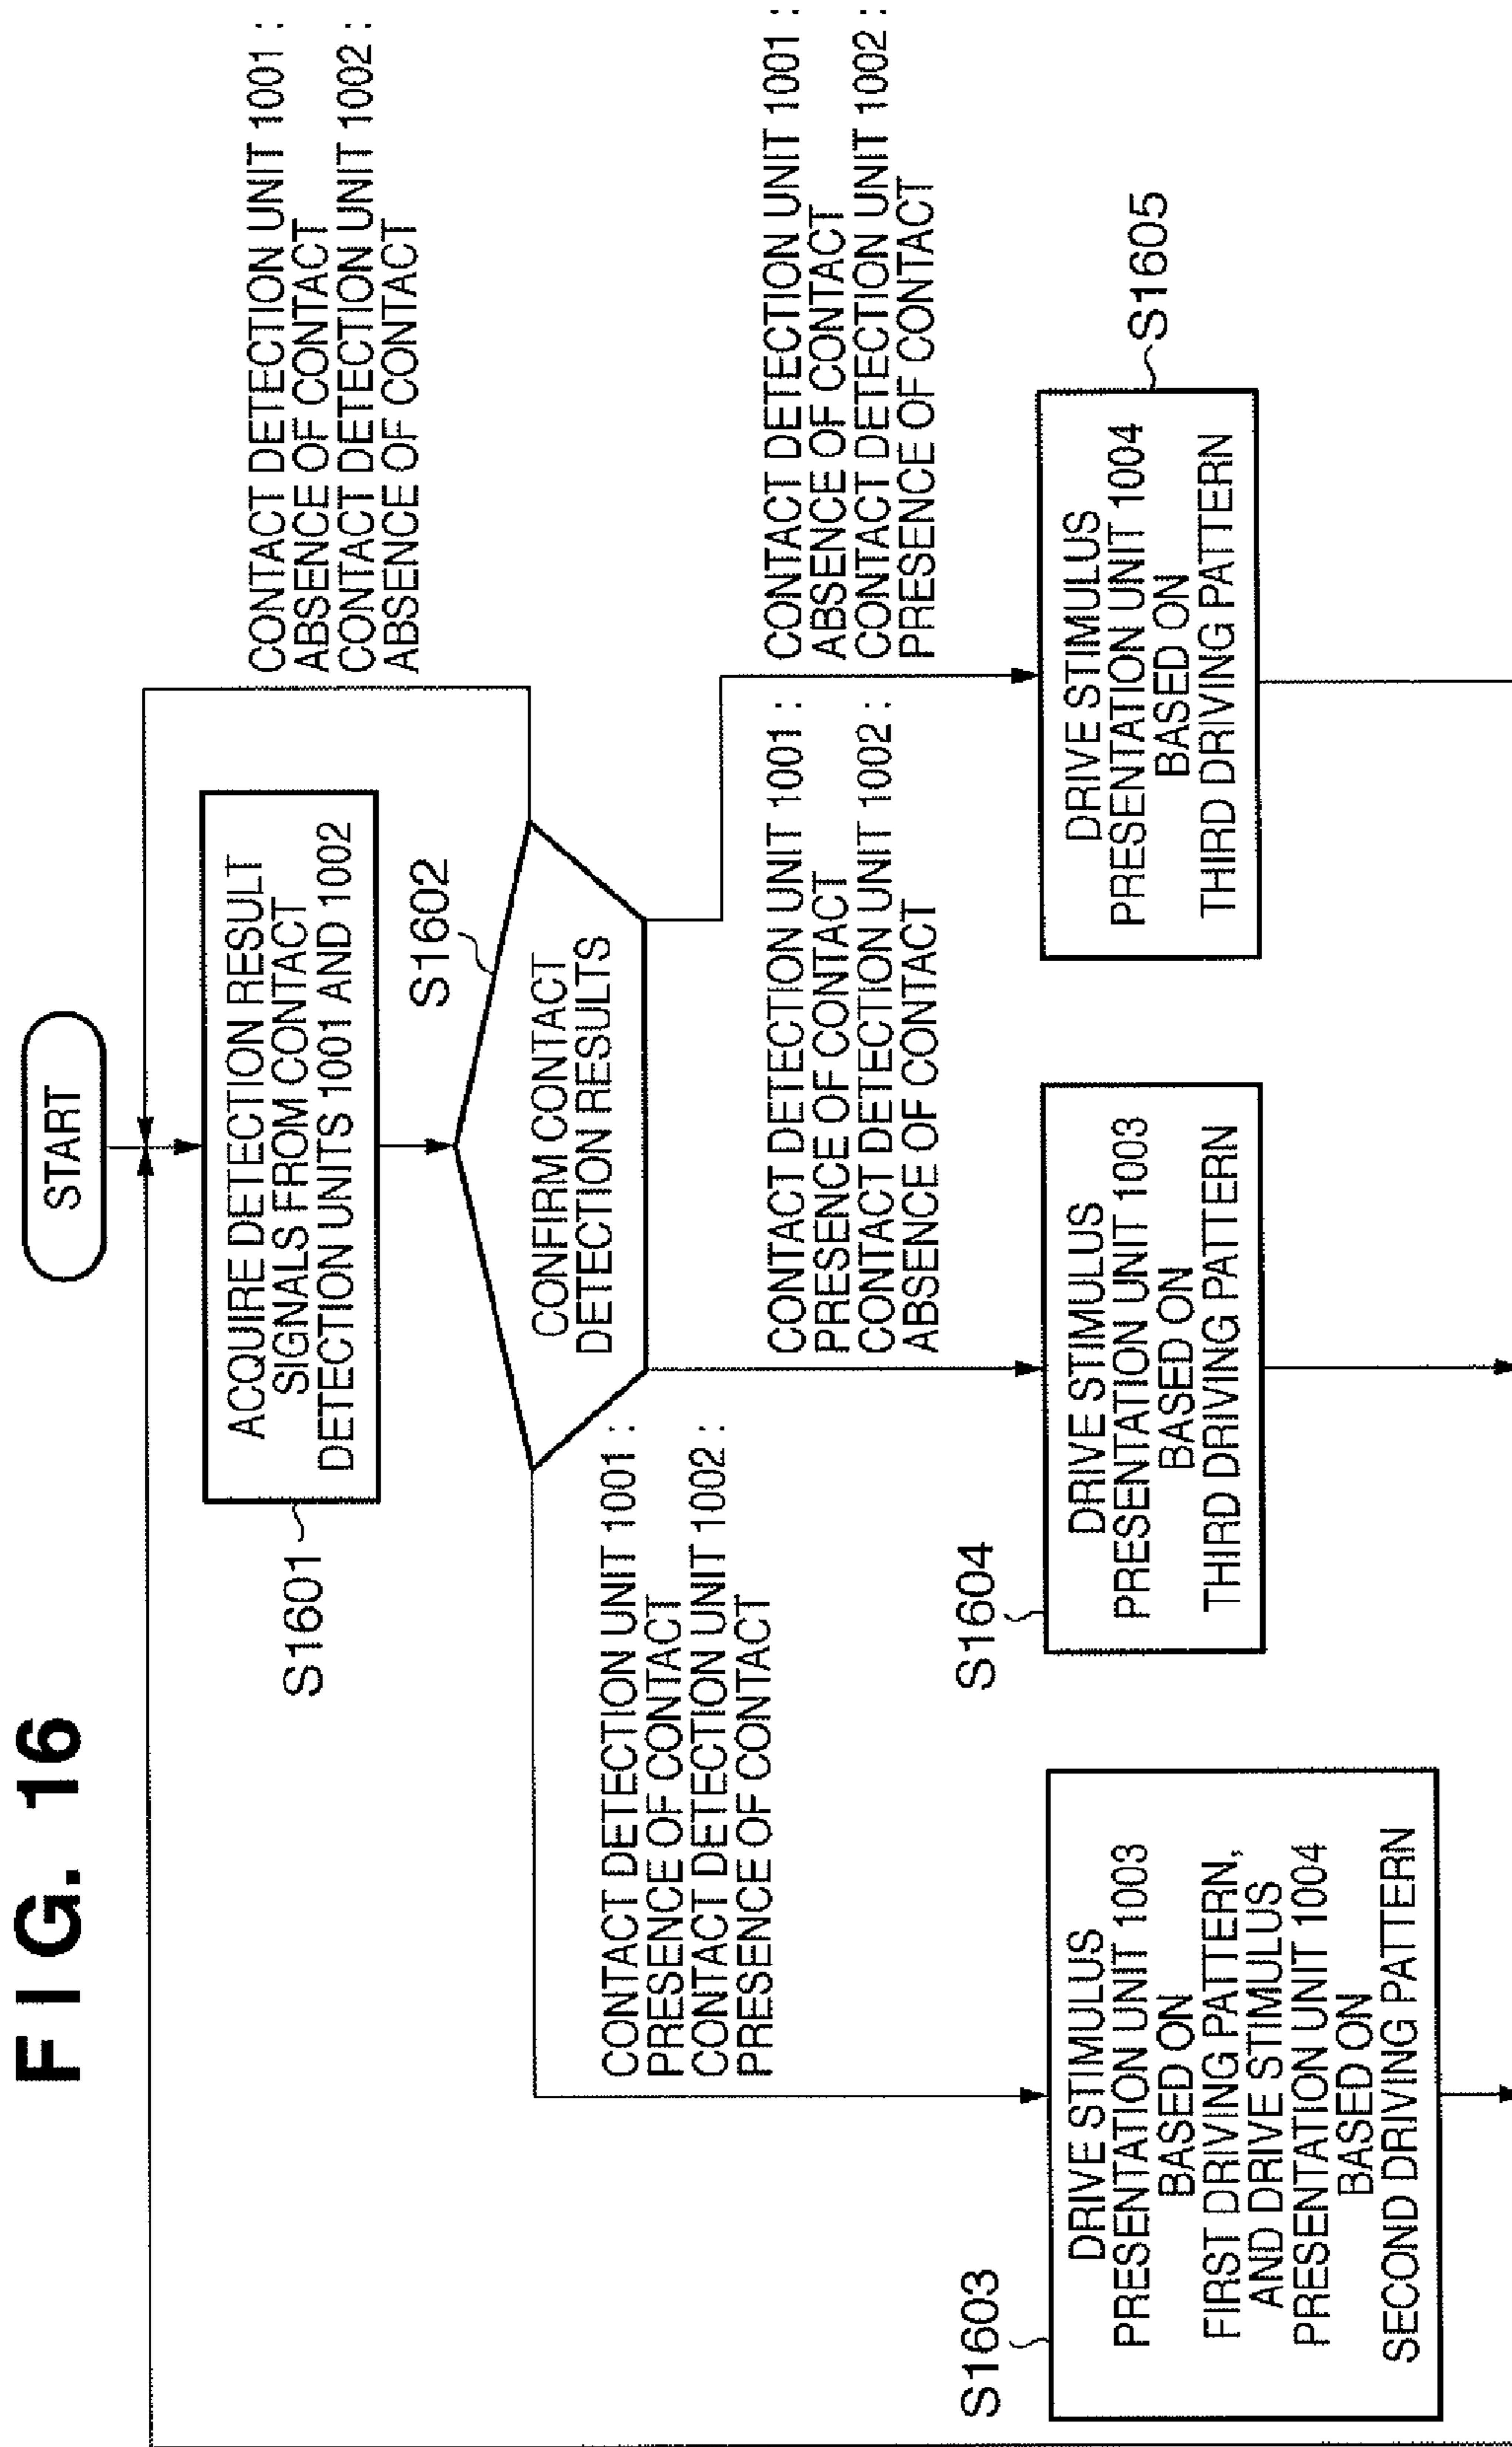 F I G. 16
START
S1601
ACQUIRE DETECTION RESULT
SIGNALS FROM CONTACT
DETECTION UNITS 1001 AND 1002
CONTACT DETECTION UNIT 1001 :
ABSENCE OF CONTACT
CONTACT DETECTION UNIT 1002 :
ABSENCE OF CONTACT
S1602
CONFIRM CONTACT
DETECTION RESULTS
CONTACT DETECTION UNIT 1001 :
PRESENCE OF CONTACT
CONTACT DETECTION UNIT 1002 :
PRESENCE OF CONTACT
CONTACT DETECTION UNIT 1001 :
PRESENCE OF CONTACT
CONTACT DETECTION UNIT 1002 :
ABSENCE OF CONTACT
CONTACT DETECTION UNIT 1001 :
ABSENCE OF CONTACT
CONTACT DETECTION UNIT 1002 :
PRESENCE OF CONTACT
S1603
DRIVE STIMULUS
PRESENTATION UNIT 1003
BASED ON
FIRST DRIVING PATTERN,
AND DRIVE STIMULUS
PRESENTATION UNIT 1004
BASED ON
SECOND DRIVING PATTERN
S1604
DRIVE STIMULUS
PRESENTATION UNIT 1003
BASED ON
THIRD DRIVING PATTERN
S1605
DRIVE STIMULUS
PRESENTATION UNIT 1004
BASED ON
THIRD DRIVING PATTERN